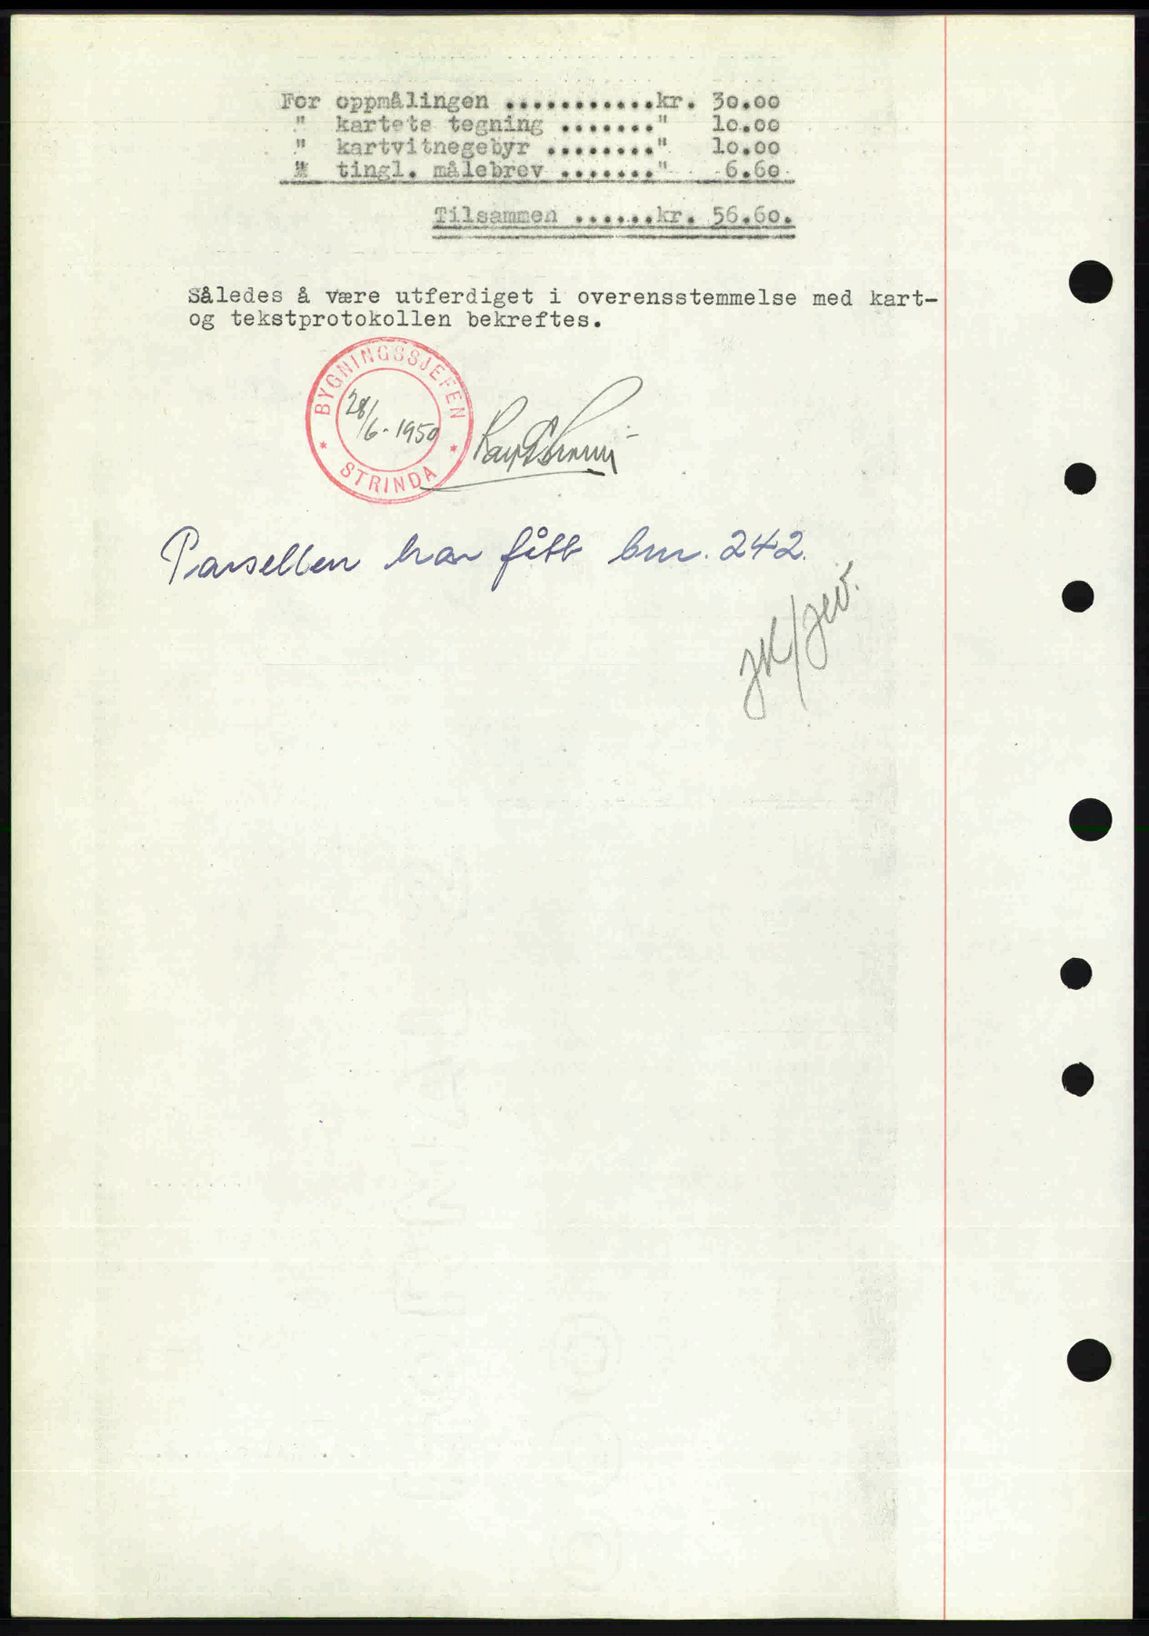 For oppmålingen ...........kr. 30.00
" kartets tegning ......." 10.00
" kartvitnegebyr ........" 10.00
" tingl. målebrev ......." 6.60
Tilsammen ......kr. 56.60.
Således å være utferdiget i overensstemmelse med kart-
og tekstprotokollen bekreftes.
BYGNINGSSJEFEN
28/6-1950
* STRINDA *
Parsellen har fått bnr. 242.